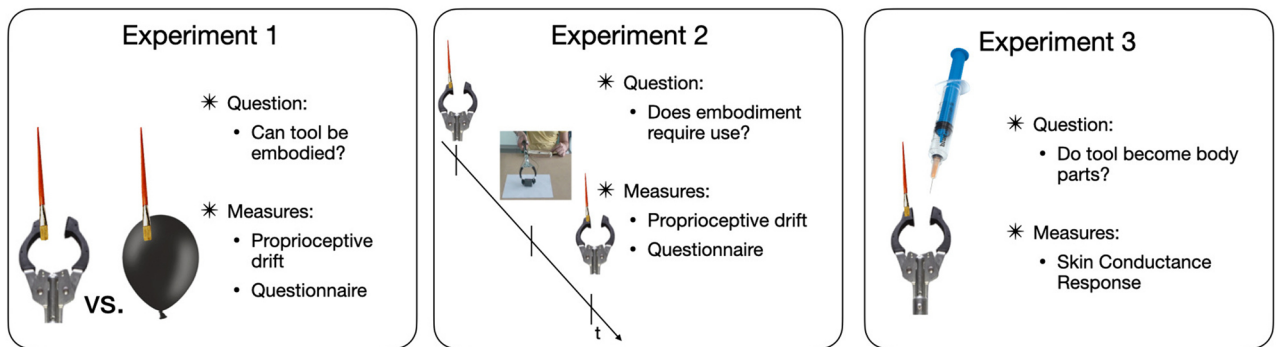 Experiment 1
✳ Question:
• Can tool be
embodied?
✳ Measures:
• Proprioceptive
drift
• Questionnaire
vs.
Experiment 2
✳ Question:
• Does embodiment
require use?
✳ Measures:
• Proprioceptive drift
• Questionnaire
t
Experiment 3
✳ Question:
• Do tool become body
parts?
✳ Measures:
• Skin Conductance
Response